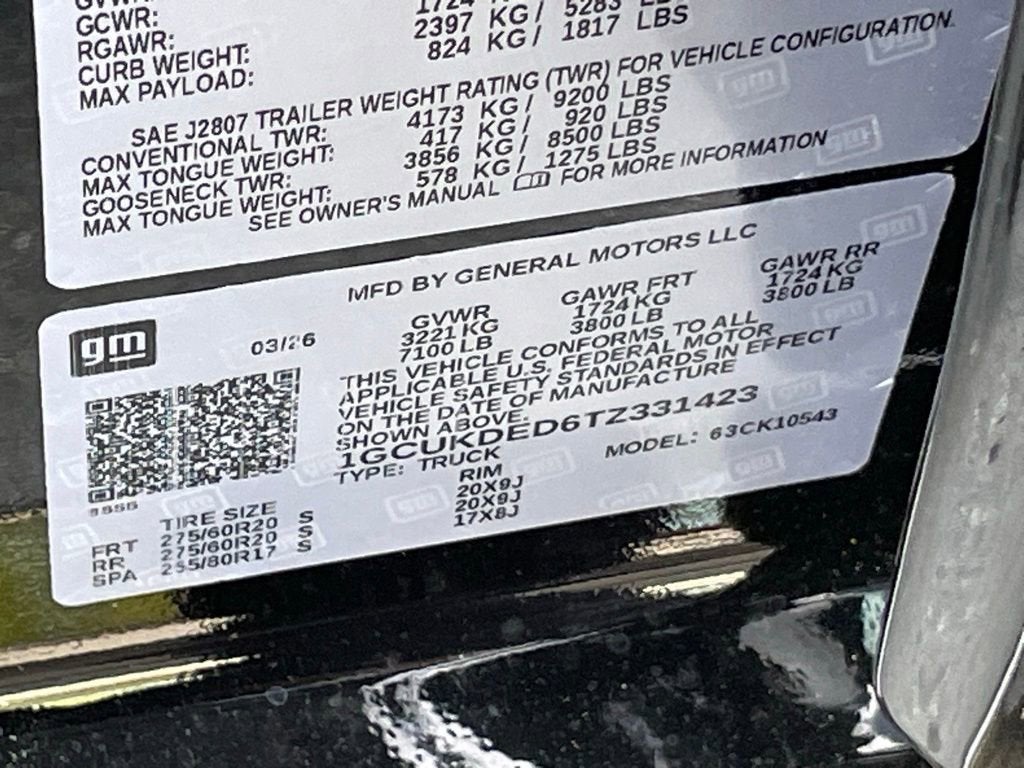 GCWR:
RGAWR: 1724
CURB WEIGHT: 2397 KG/ 5283
MAX PAYLOAD: 824 KG/ 1817 LBS
SAE J2807 TRAILER WEIGHT RATING (TWR) FOR VEHICLE CONFIGURATION.
CONVENTIONAL TWR: 4173 KG/ 9200 LBS
MAX TONGUE WEIGHT: 417 KG/ 920 LBS
GOOSENECK TWR: 3856 KG/ 8500 LBS
MAX TONGUE WEIGHT: 578 KG/ 1275 LBS
SEE OWNER'S MANUAL FOR MORE INFORMATION
MFD BY GENERAL MOTORS LLC
gm
03/26
GVWR GAWR FRT GAWR RR
3221 KG 1724 KG 1724 KG
7100 LB 3800 LB 3800 LB
THIS VEHICLE CONFORMS TO ALL
APPLICABLE U.S. FEDERAL MOTOR
VEHICLE SAFETY STANDARDS IN EFFECT
ON THE DATE OF MANUFACTURE
SHOWN ABOVE.
1GCUKDED6TZ331423
TYPE: TRUCK MODEL: 63CK10543
TIRE SIZE RIM
FRT 275/60R20 S 20X9J
RR 275/60R20 S 20X9J
SPA 255/80R17 S 17X8J